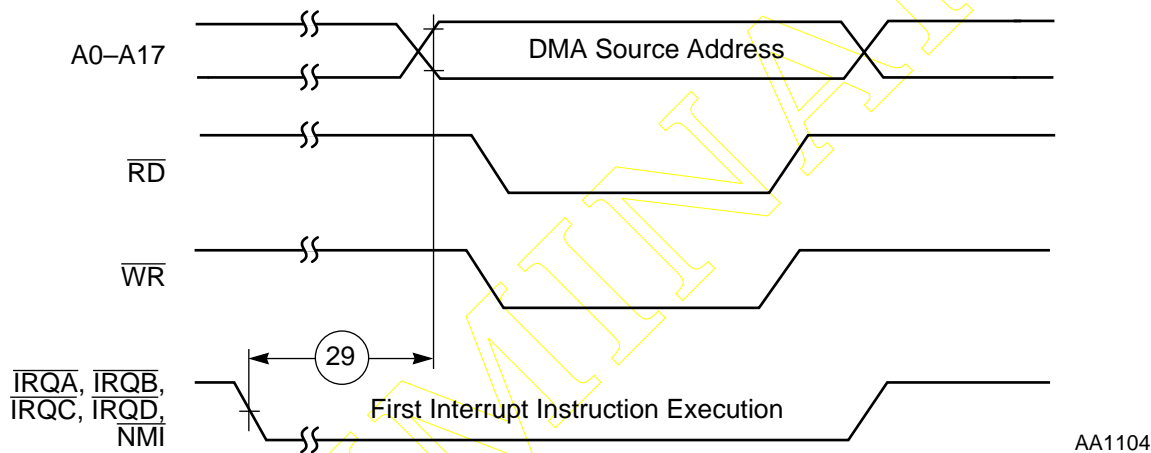 A0–A17
DMA Source Address
RD
WR
29
IRQA, IRQB,
IRQC, IRQD,
NMI
First Interrupt Instruction Execution
AA1104